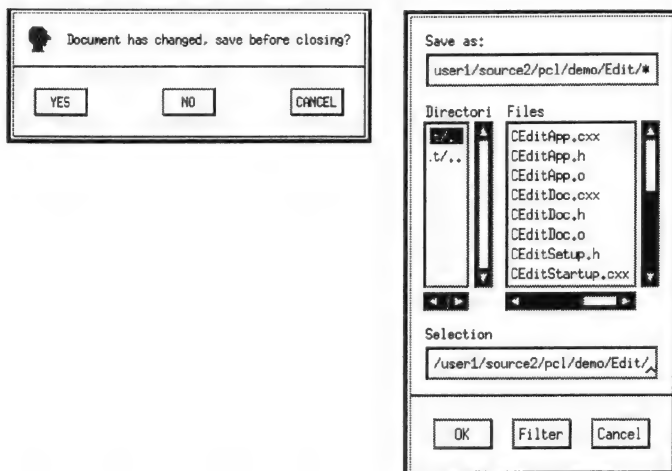 Document has changed, save before closing?
YES NO CANCEL
Save as:
user1/source2/pcl/demo/Edit/*
Directori Files
t/.
.t/..
CEditApp.cxx
CEditApp.h
CEditApp.o
CEditDoc.cxx
CEditDoc.h
CEditDoc.o
CEditSetup.h
CEditStartup.cxx
Selection
/user1/source2/pcl/demo/Edit/
OK Filter Cancel